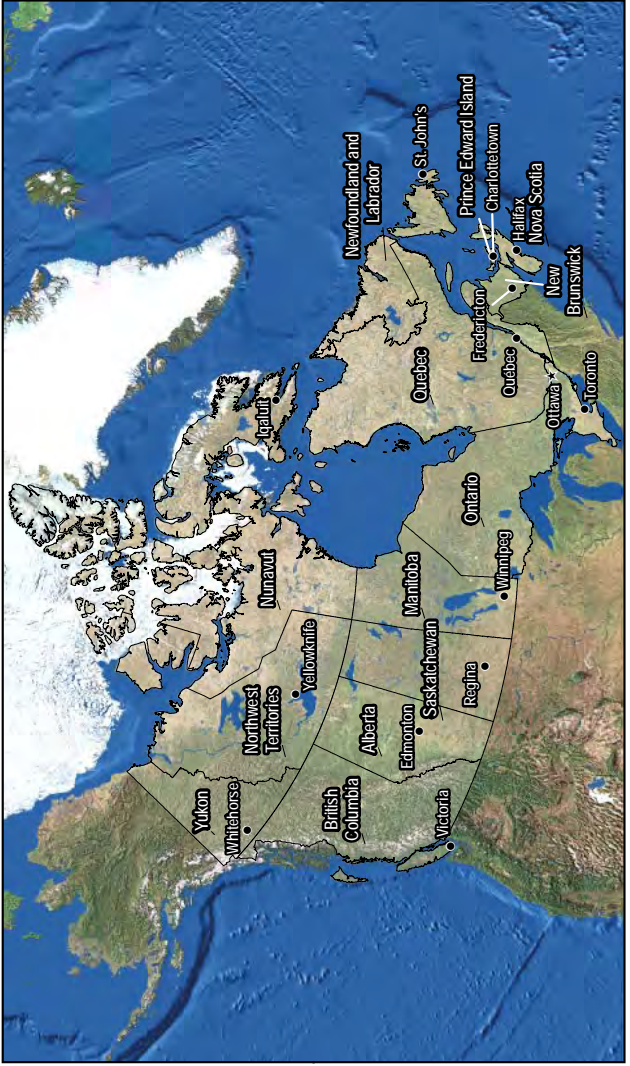 Yukon
Whitehorse
Northwest
Territories
Yellowknife
Nunavut
Iqaluit
British
Columbia
Victoria
Alberta
Edmonton
Saskatchewan
Regina
Manitoba
Winnipeg
Ontario
Toronto
Ottawa
Quebec
Quebec
Newfoundland and
Labrador
St. John's
Prince Edward Island
Charlottetown
Halifax
Nova Scotia
Fredericton
New
Brunswick